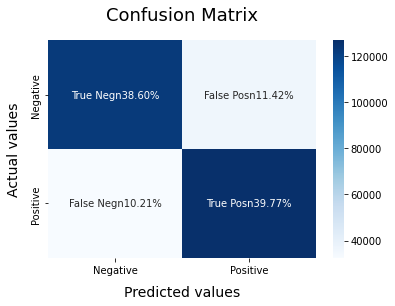 Confusion Matrix
Actual values
Negative
Positive
True Negn38.60%
False Posn11.42%
False Negn10.21%
True Posn39.77%
Negative
Positive
Predicted values
120000
100000
80000
60000
40000